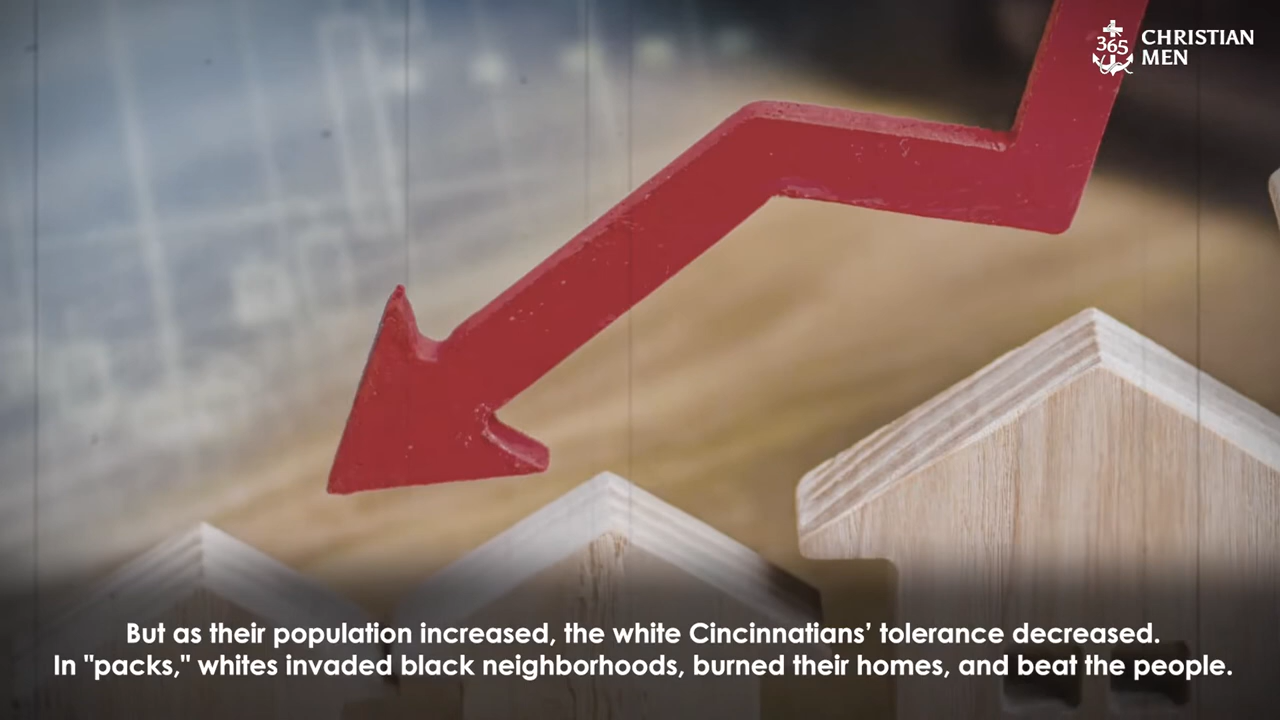 365
CHRISTIAN
MEN
But as their population increased, the white Cincinnatians’ tolerance decreased.
In "packs," whites invaded black neighborhoods, burned their homes, and beat the people.